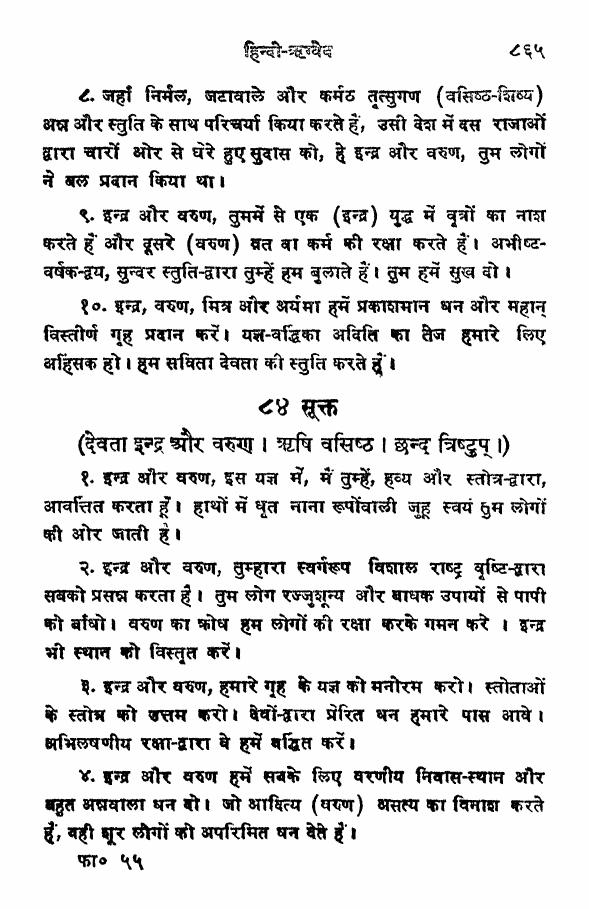 हिन्दी-ऋग्वेद ८६५
८. जहाँ निर्मल, जटावाले और कर्मठ तृत्सुगण (वसिष्ठ-शिष्य)
अन्न और स्तुति के साथ परिचर्या किया करते हैं, उसी देश में दस राजाओं
द्वारा चारों ओर से घेरे हुए सुदास को, हे इन्द्र और वरुण, तुम लोगों
ने बल प्रदान किया था।
९. इन्द्र और वरुण, तुममें से एक (इन्द्र) युद्ध में वृत्रों का नाश
करते हैं और दूसरे (वरुण) व्रत वा कर्म की रक्षा करते हैं। अभीष्ट-
वर्षक-द्वय, सुन्दर स्तुति-द्वारा तुम्हें हम बुलाते हैं। तुम हमें सुख दो।
१०. इन्द्र, वरुण, मित्र और अर्यमा हमें प्रकाशमान धन और महान्
विस्तीर्ण गृह प्रदान करें। यज्ञ-वर्द्धिका अदिति का तेज हमारे लिए
अहिंसक हो। हम सविता देवता की स्तुति करते हैं।
८४ सूक्त
(देवता इन्द्र और वरुण। ऋषि वसिष्ठ। छन्द त्रिष्टुप्।)
१. इन्द्र और वरुण, इस यज्ञ में, मैं तुम्हें, हव्य और स्तोत्र-द्वारा,
आवर्त्तित करता हूँ। हाथों में धृत नाना रूपोंवाली जुहू स्वयं तुम लोगों
की ओर जाती है।
२. इन्द्र और वरुण, तुम्हारा स्वर्गरूप विशाल राष्ट्र वृष्टि-द्वारा
सबको प्रसन्न करता है। तुम लोग रज्जुशून्य और बाधक उपायों से पापी
को बाँधो। वरुण का क्रोध हम लोगों की रक्षा करके गमन करे । इन्द्र
भी स्थान को विस्तृत करें।
३. इन्द्र और वरुण, हमारे गृह के यज्ञ को मनोरम करो। स्तोताओं
के स्तोत्र को उत्तम करो। देवों-द्वारा प्रेरित धन हमारे पास आवे।
अभिलषणीय रक्षा-द्वारा वे हमें वर्द्धित करें।
४. इन्द्र और वरुण हमें सबके लिए वरणीय निवास-स्थान और
बहुत अन्नवाला धन दो। जो आदित्य (वरुण) असत्य का विनाश करते
हैं, वही शूर लोगों को अपरिमित धन देते हैं।
फा० ५५